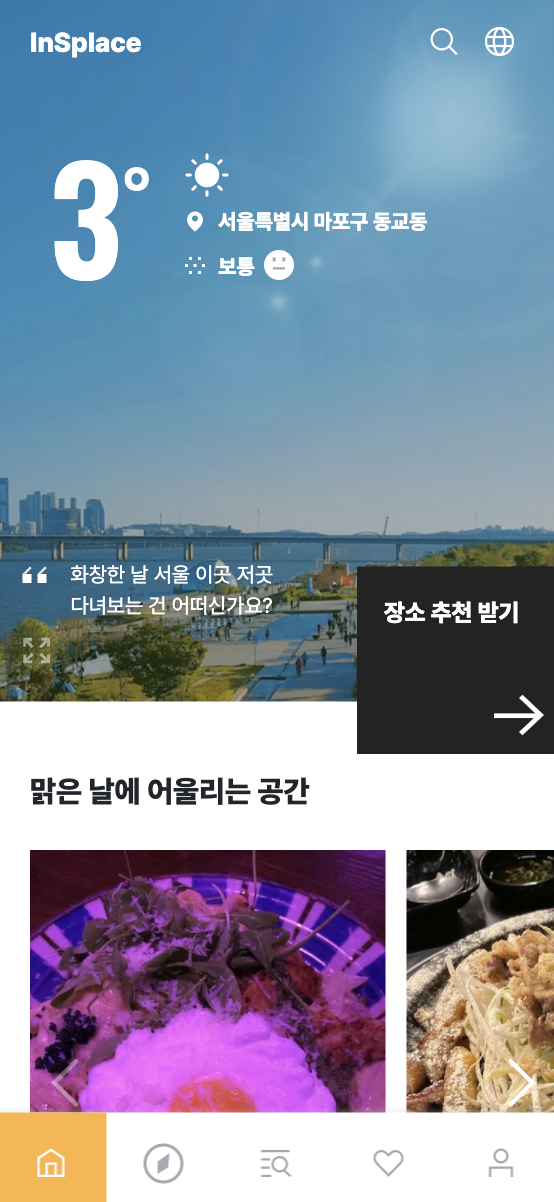 InSplace
3°
서울특별시 마포구 동교동
보통
“ 화창한 날 서울 이곳 저곳
다녀보는 건 어떠신가요?
장소 추천 받기
맑은 날에 어울리는 공간